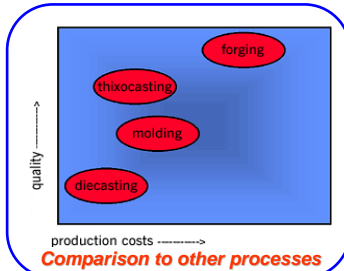 forging
thixocasting
molding
diecasting
quality ---------->
production costs ----------->
Comparison to other processes